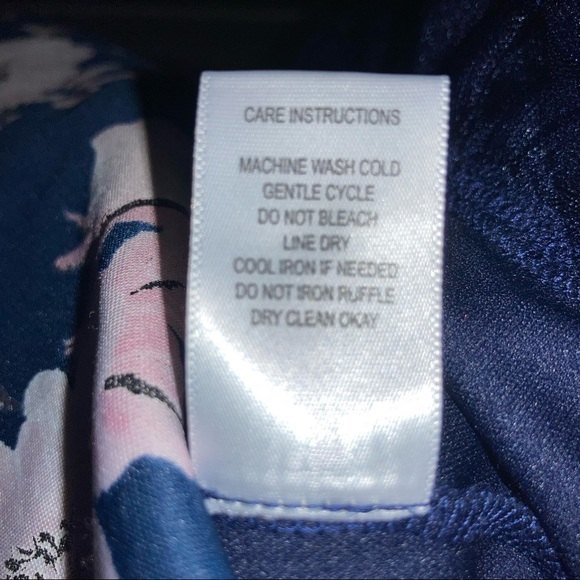 CARE INSTRUCTIONS
MACHINE WASH COLD
GENTLE CYCLE
DO NOT BLEACH
LINE DRY
COOL IRON IF NEEDED
DO NOT IRON RUFFLE
DRY CLEAN OKAY